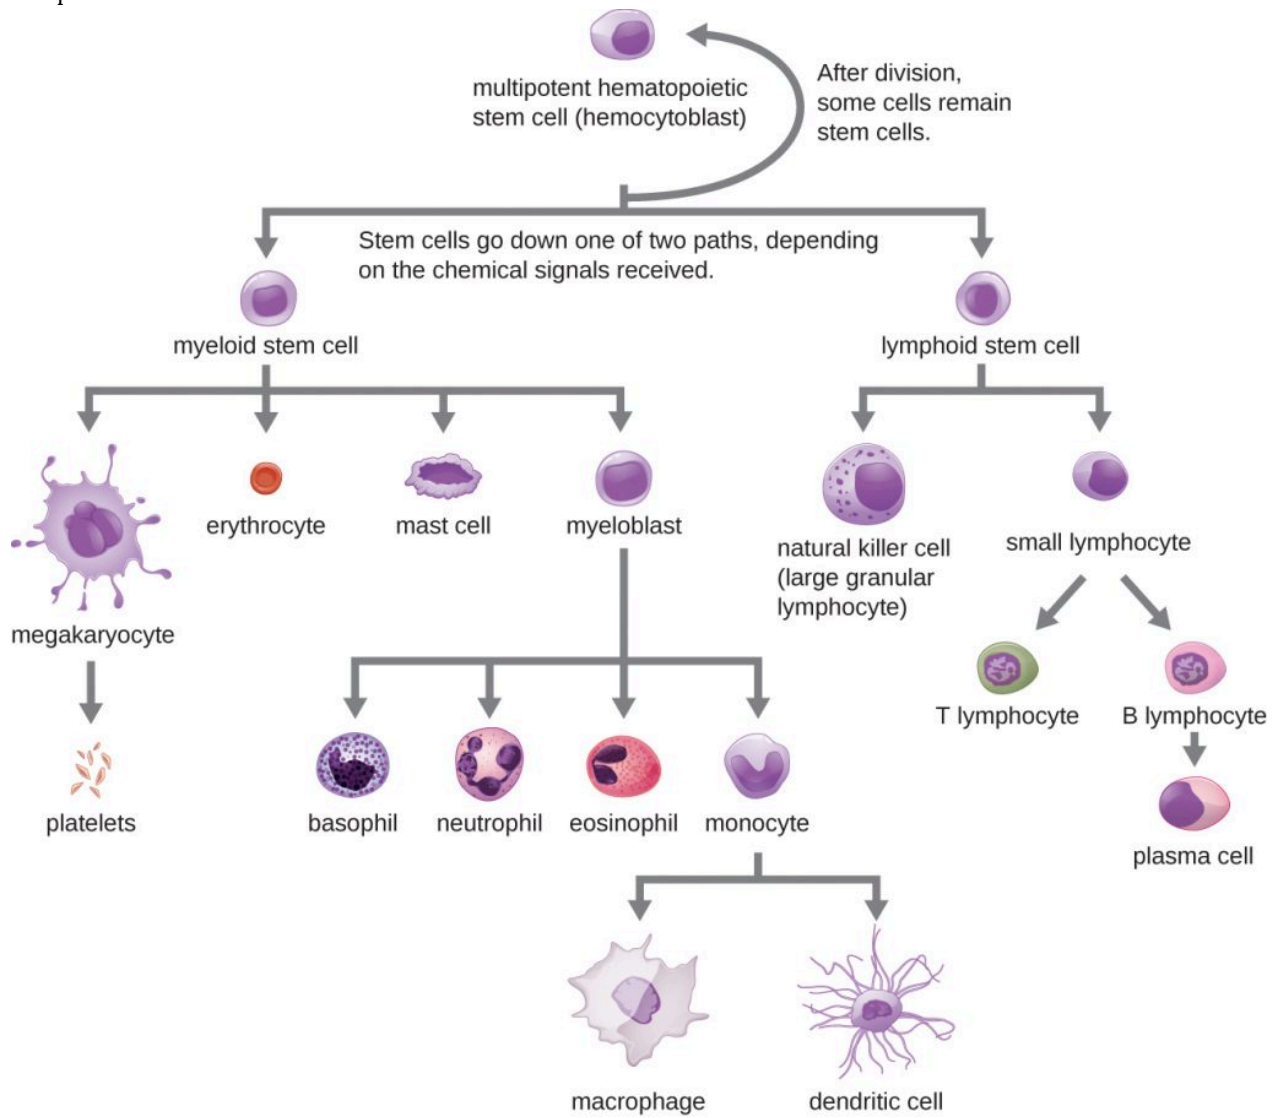 multipotent hematopoietic
stem cell (hemocytoblast)
After division,
some cells remain
stem cells.
Stem cells go down one of two paths, depending
on the chemical signals received.
myeloid stem cell
lymphoid stem cell
megakaryocyte
erythrocyte
mast cell
myeloblast
natural killer cell
(large granular
lymphocyte)
small lymphocyte
T lymphocyte
B lymphocyte
platelets
basophil
neutrophil
eosinophil
monocyte
plasma cell
macrophage
dendritic cell